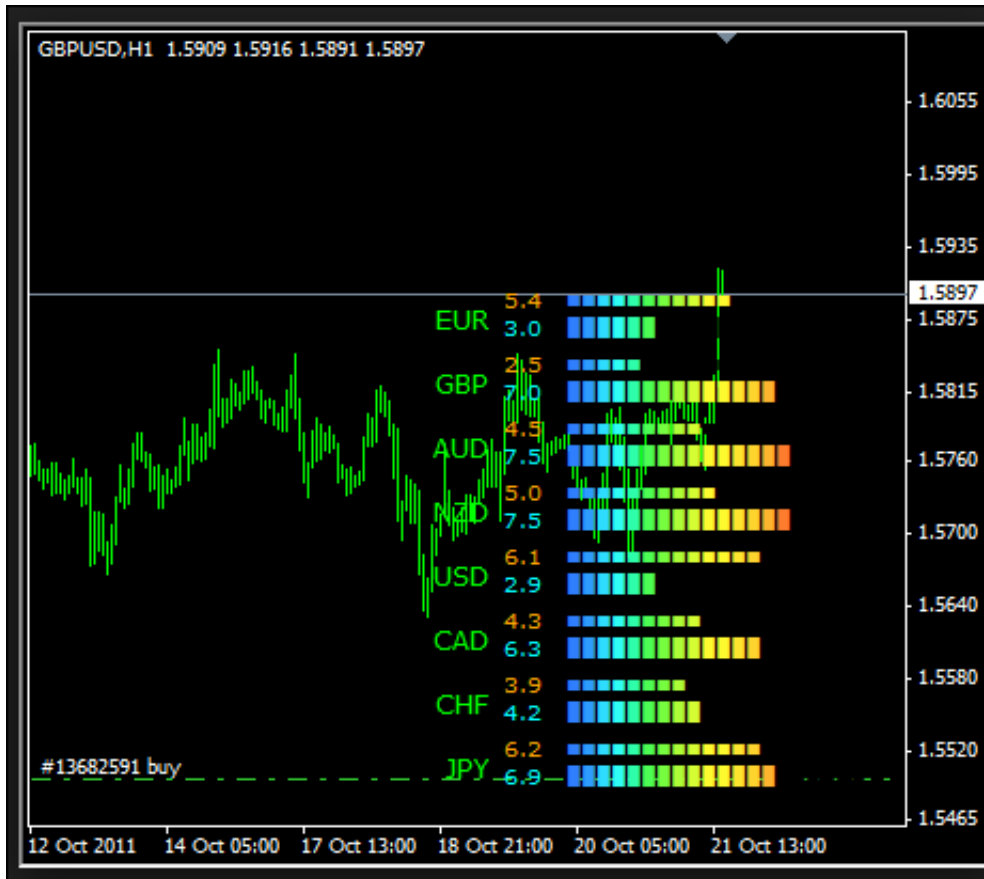 GBPUSD,H1 1.5909 1.5916 1.5891 1.5897
1.6055
1.5995
1.5935
1.5897
1.5875
1.5815
1.5760
1.5700
1.5640
1.5580
1.5520
1.5465
5.4
EUR 3.0
2.5
GBP 7.0
4.5
AUD 7.5
5.0
NZD 7.5
6.1
USD 2.9
4.3
CAD 6.3
3.9
CHF 4.2
6.2
JPY 6.9
#13682591 buy
12 Oct 2011 14 Oct 05:00 17 Oct 13:00 18 Oct 21:00 20 Oct 05:00 21 Oct 13:00